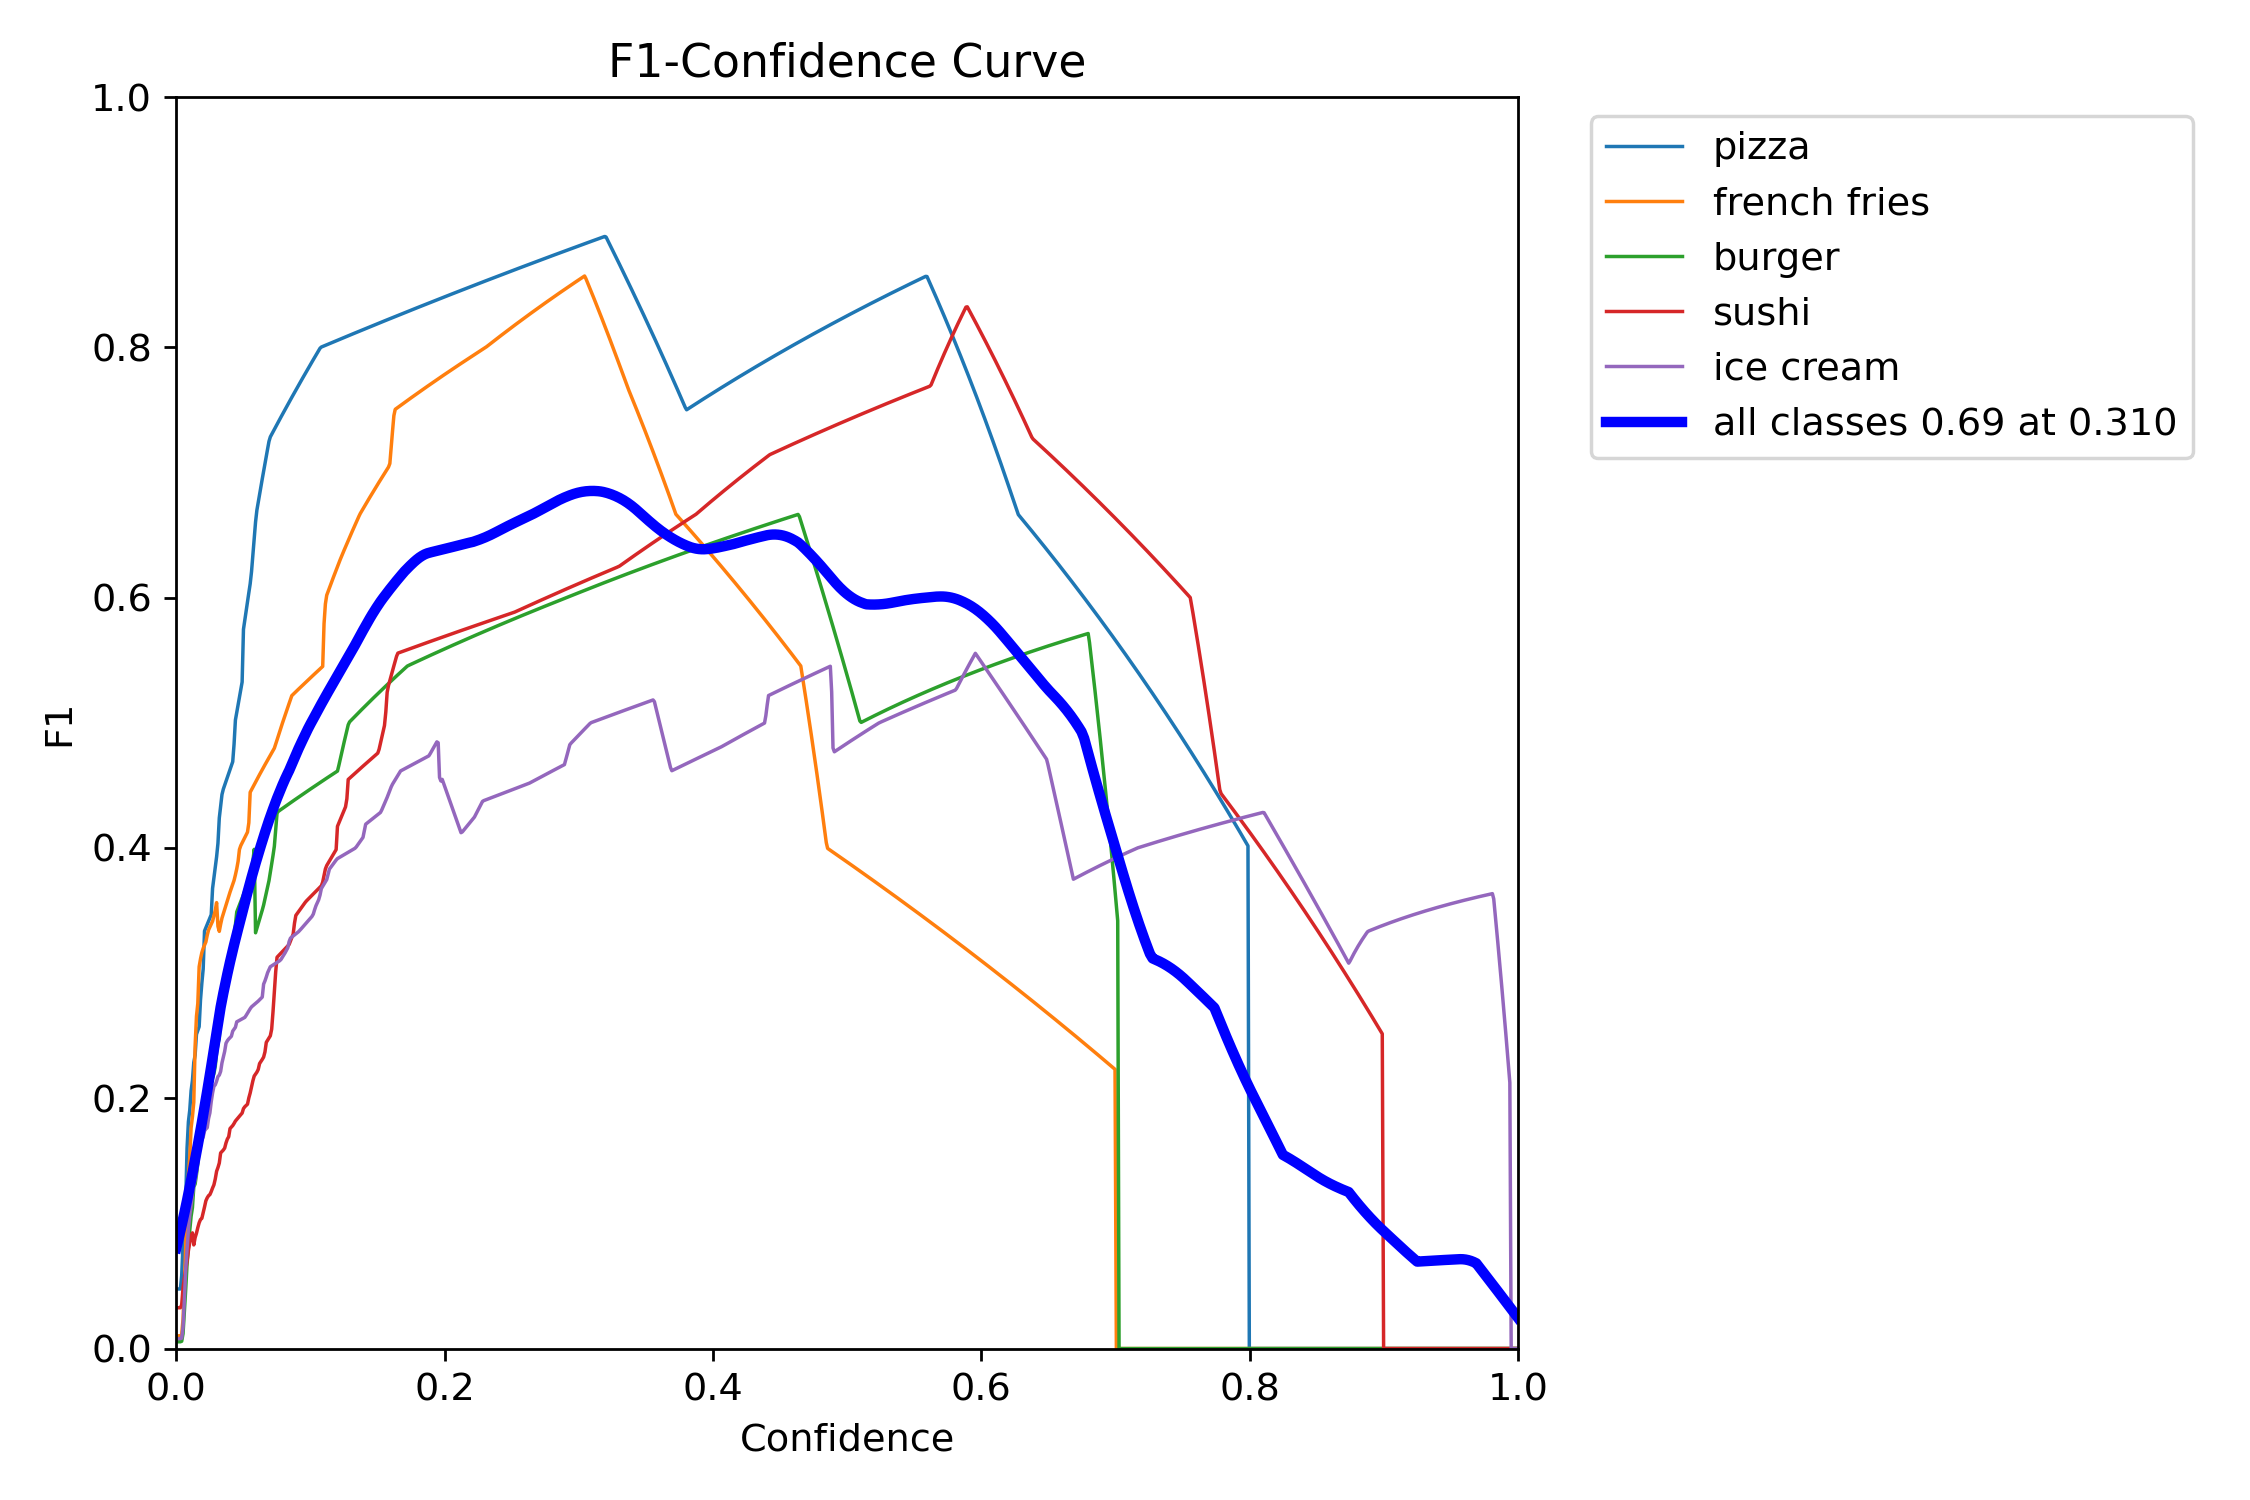 F1-Confidence Curve
1.0
0.8
0.6
0.4
0.2
0.0
F1
0.0 0.2 0.4 0.6 0.8 1.0
Confidence
pizza
french fries
burger
sushi
ice cream
all classes 0.69 at 0.310